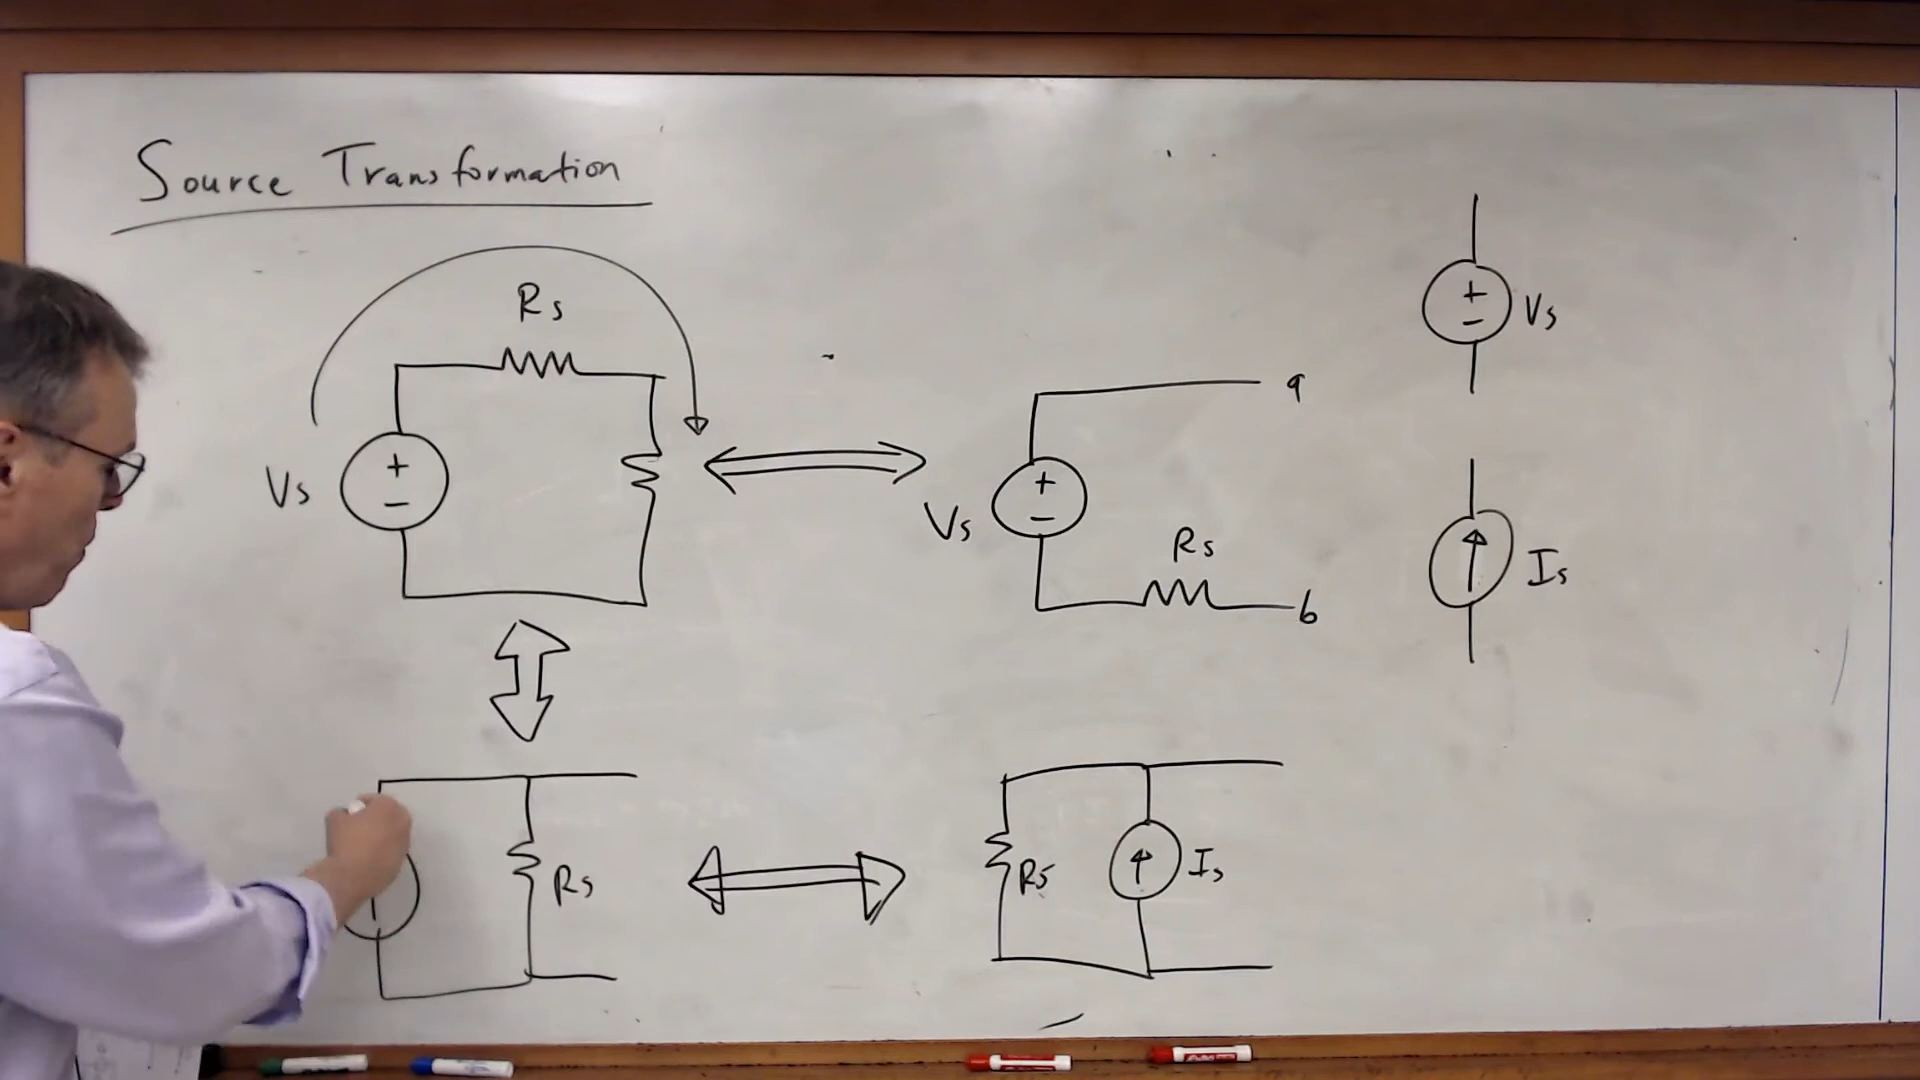 Source Transformation
Rs
Vs
+
-
Vs
+
-
a
Rs
b
+
-
Vs
Is
Rs
Rs
Is